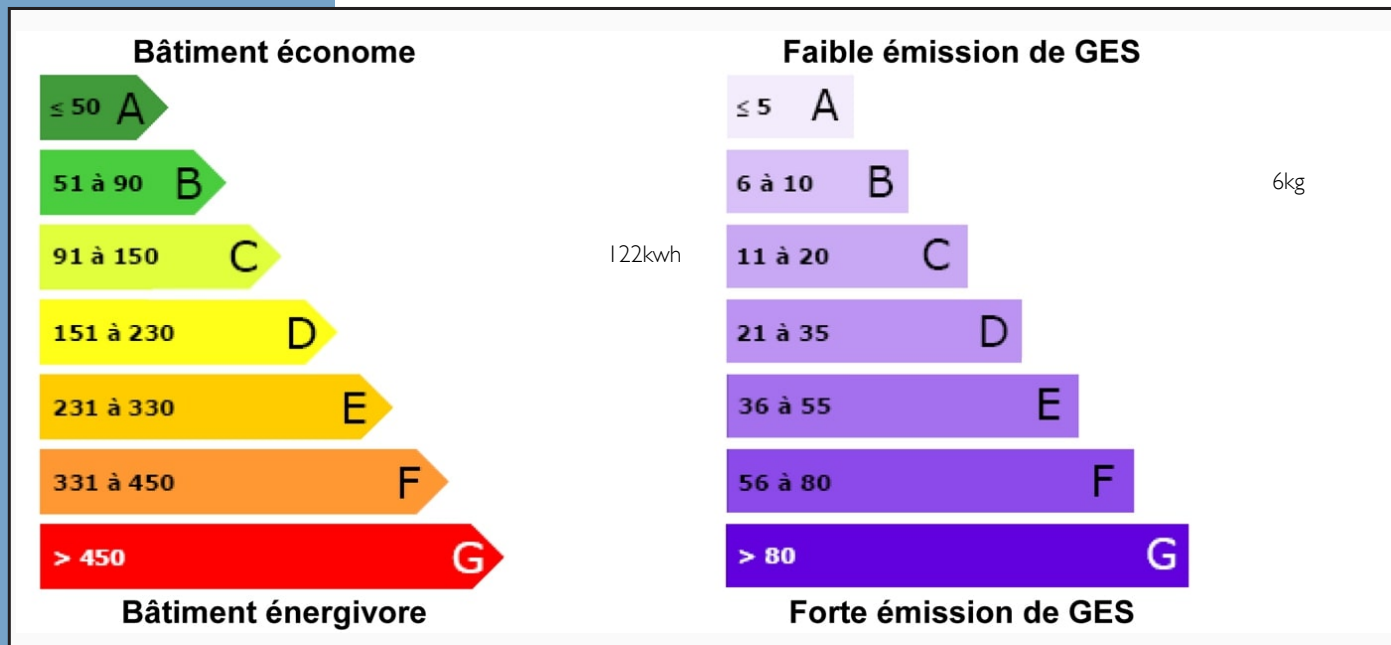 Bâtiment économe
≤ 50 A
51 à 90 B
91 à 150 C
122kwh
151 à 230 D
231 à 330 E
331 à 450 F
> 450 G
Bâtiment énergivore
Faible émission de GES
≤ 5 A
6 à 10 B
6kg
11 à 20 C
21 à 35 D
36 à 55 E
56 à 80 F
> 80 G
Forte émission de GES